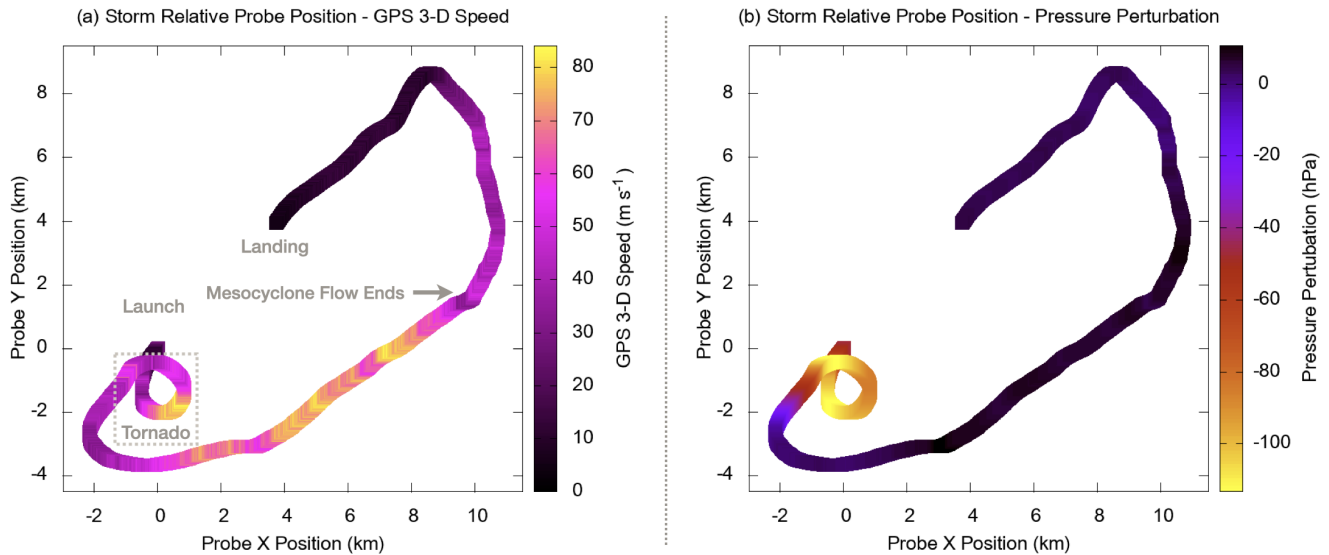 (a) Storm Relative Probe Position - GPS 3-D Speed
8
6
4
2
0
-2
-4
Probe Y Position (km)
-2 0 2 4 6 8 10
Probe X Position (km)
Landing
Mesocyclone Flow Ends
Launch
Tornado
80
70
60
50
40
30
20
10
0
GPS 3-D Speed (m s-1 )
(b) Storm Relative Probe Position - Pressure Perturbation
8
6
4
2
0
-2
-4
Probe Y Position (km)
-2 0 2 4 6 8 10
Probe X Position (km)
0
-20
-40
-60
-80
-100
Pressure Pertubation (hPa)